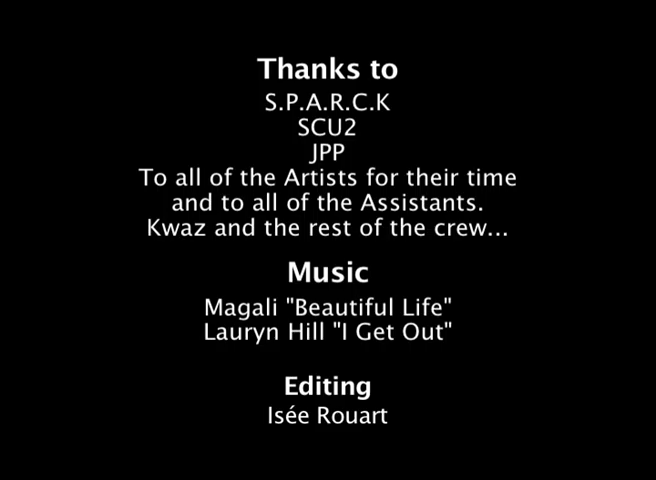 Thanks to
S.P.A.R.C.K
SCU2
JPP
To all of the Artists for their time
and to all of the Assistants.
Kwaz and the rest of the crew...
Music
Magali "Beautiful Life"
Lauryn Hill "I Get Out"
Editing
Isée Rouart